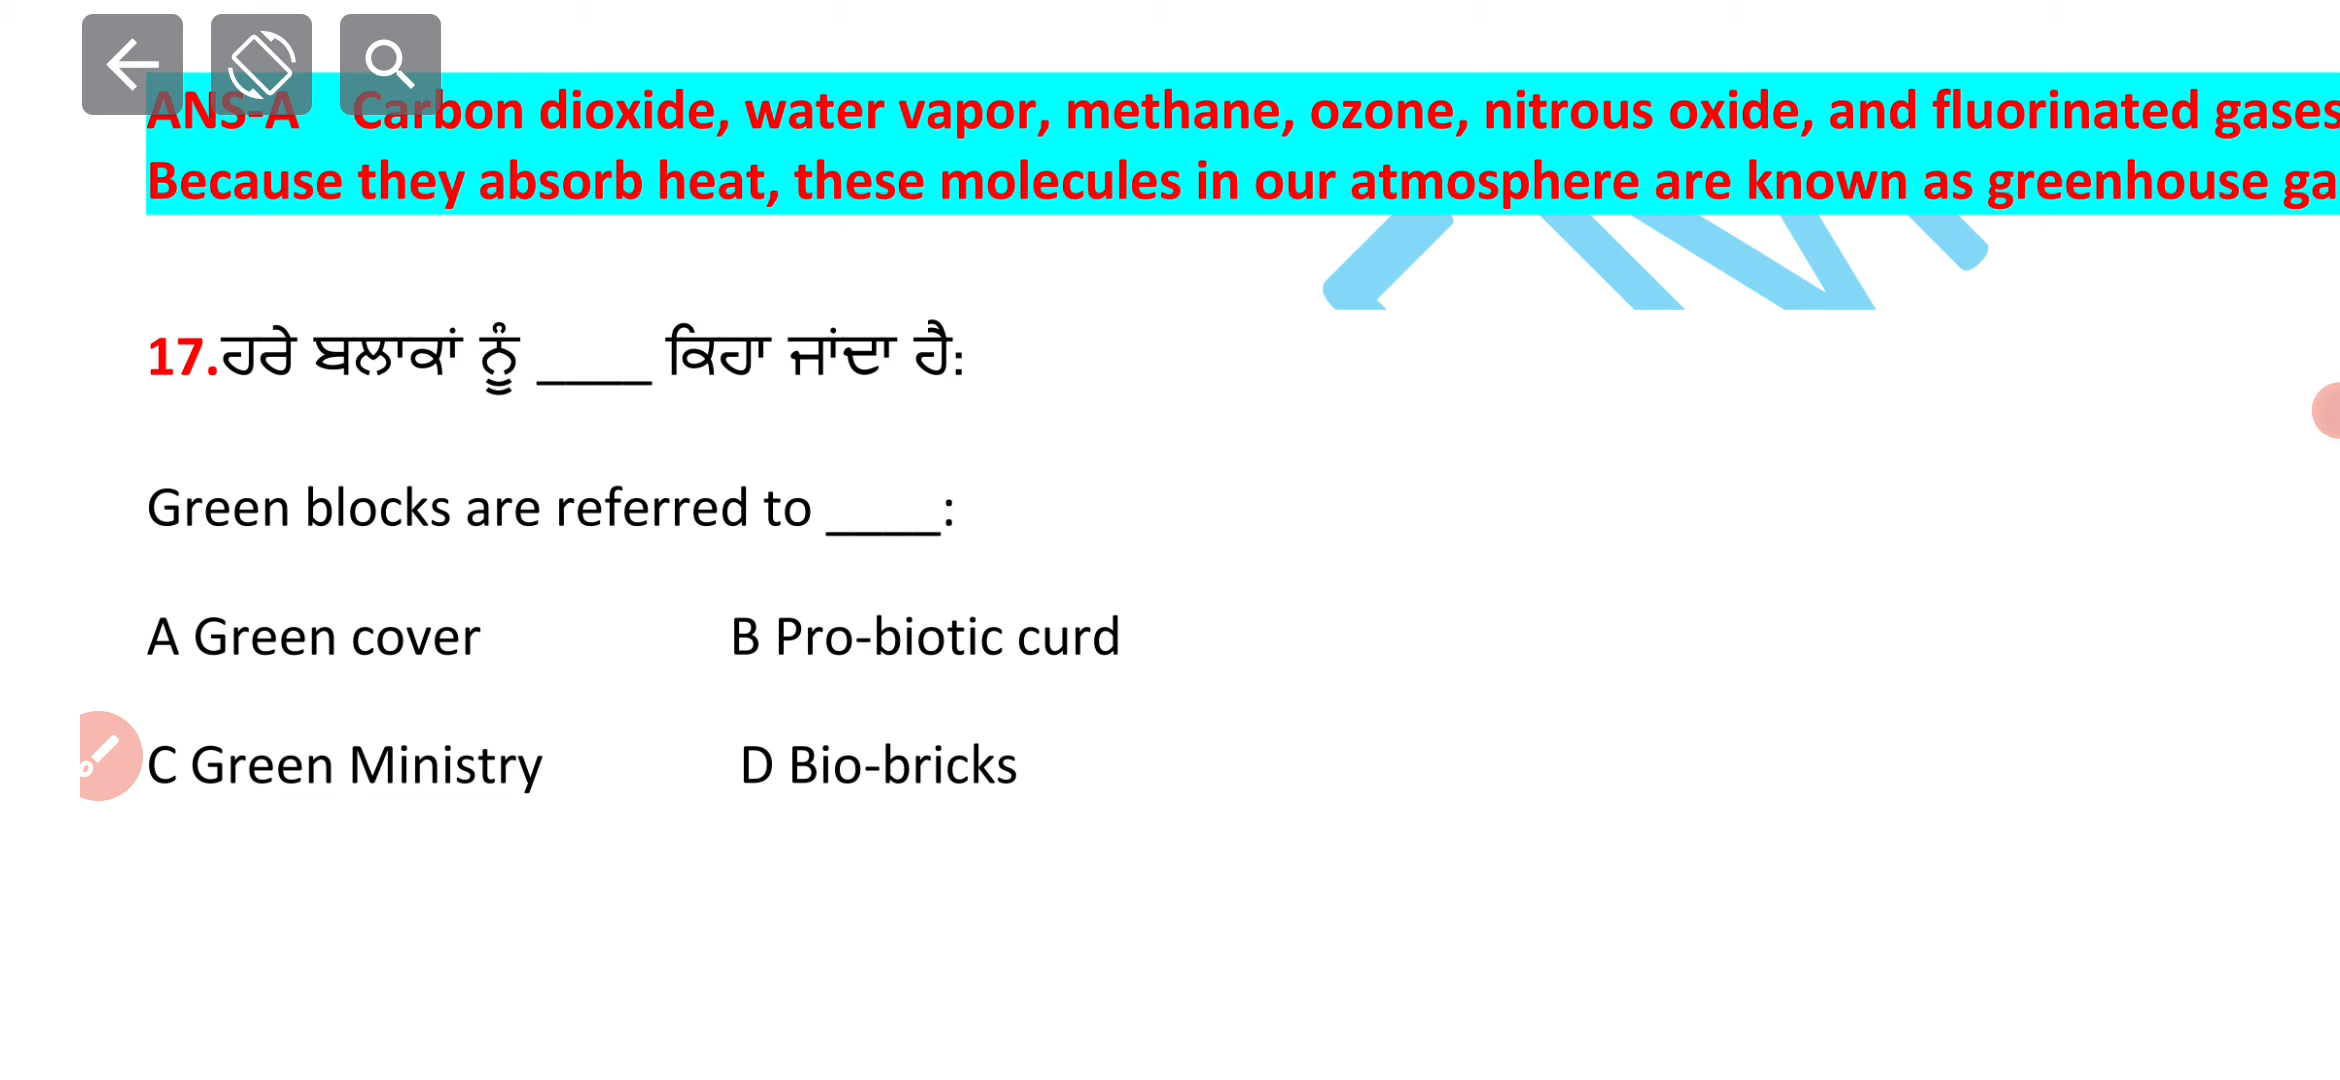 ANS-A Carbon dioxide, water vapor, methane, ozone, nitrous oxide, and fluorinated gases
Because they absorb heat, these molecules in our atmosphere are known as greenhouse ga
17.ਹਰੇ ਬਲਾਕਾਂ ਨੂੰ ____ ਕਿਹਾ ਜਾਂਦਾ ਹੈ:
Green blocks are referred to ____:
A Green cover B Pro-biotic curd
C Green Ministry D Bio-bricks